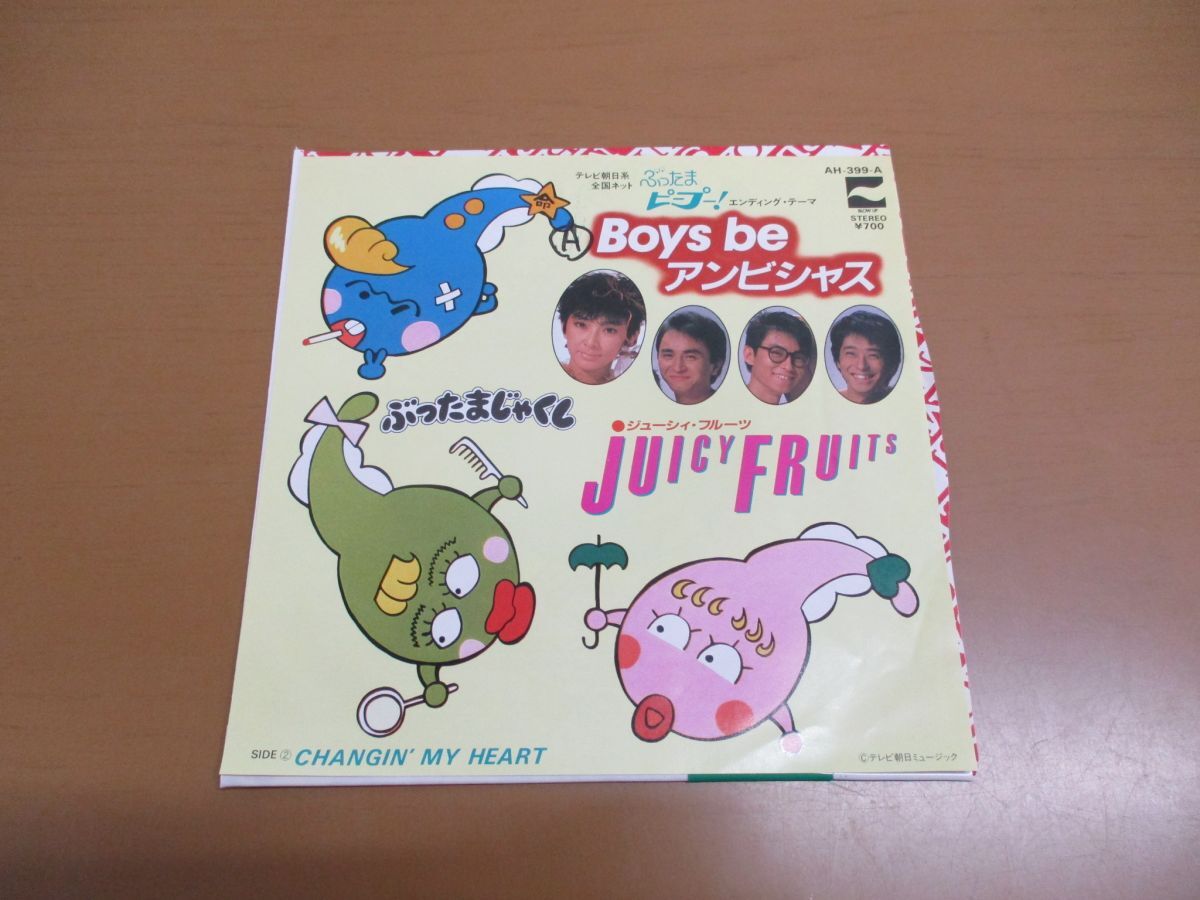 AH-399-A
テレビ朝日系
全国ネット
ぶったま
ピープー!
エンディング・テーマ
STEREO
¥700
命
A
Boys be
アンビシャス
ぶったまじゃくし
ジューシィ・フルーツ
JUICY FRUITS
SIDE ② CHANGIN' MY HEART
©テレビ朝日ミュージック